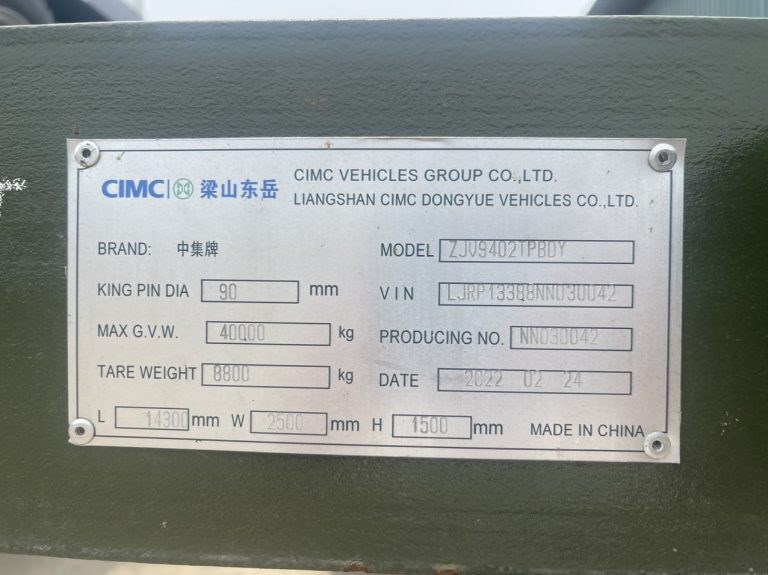 CIMC 梁山东岳
CIMC VEHICLES GROUP CO.,LTD.
LIANGSHAN CIMC DONGYUE VEHICLES CO.,LTD.
BRAND: 中集牌
MODEL ZJV9402TPBDY
KING PIN DIA 90 mm
VIN LJRP13388NN030042
MAX G.V.W. 40000 kg
PRODUCING NO. NN030042
TARE WEIGHT 8800 kg
DATE 2022 02 24
L 14300 mm W 2500 mm H 1500 mm MADE IN CHINA